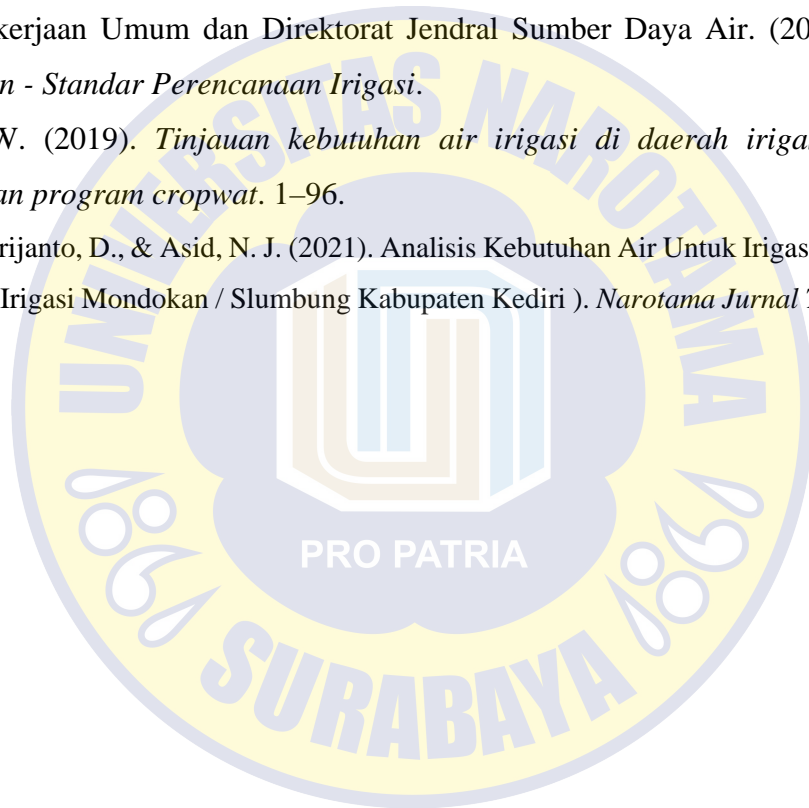 kerjaan Umum dan Direktorat Jendral Sumber Daya Air. (20
n - Standar Perencanaan Irigasi.
W. (2019). Tinjauan kebutuhan air irigasi di daerah iriga
an program cropwat. 1–96.
rijanto, D., & Asid, N. J. (2021). Analisis Kebutuhan Air Untuk Irigas
Irigasi Mondokan / Slumbung Kabupaten Kediri ). Narotama Jurnal T
UNIVERSITAS NAROTAMA
PRO PATRIA
SURABAYA